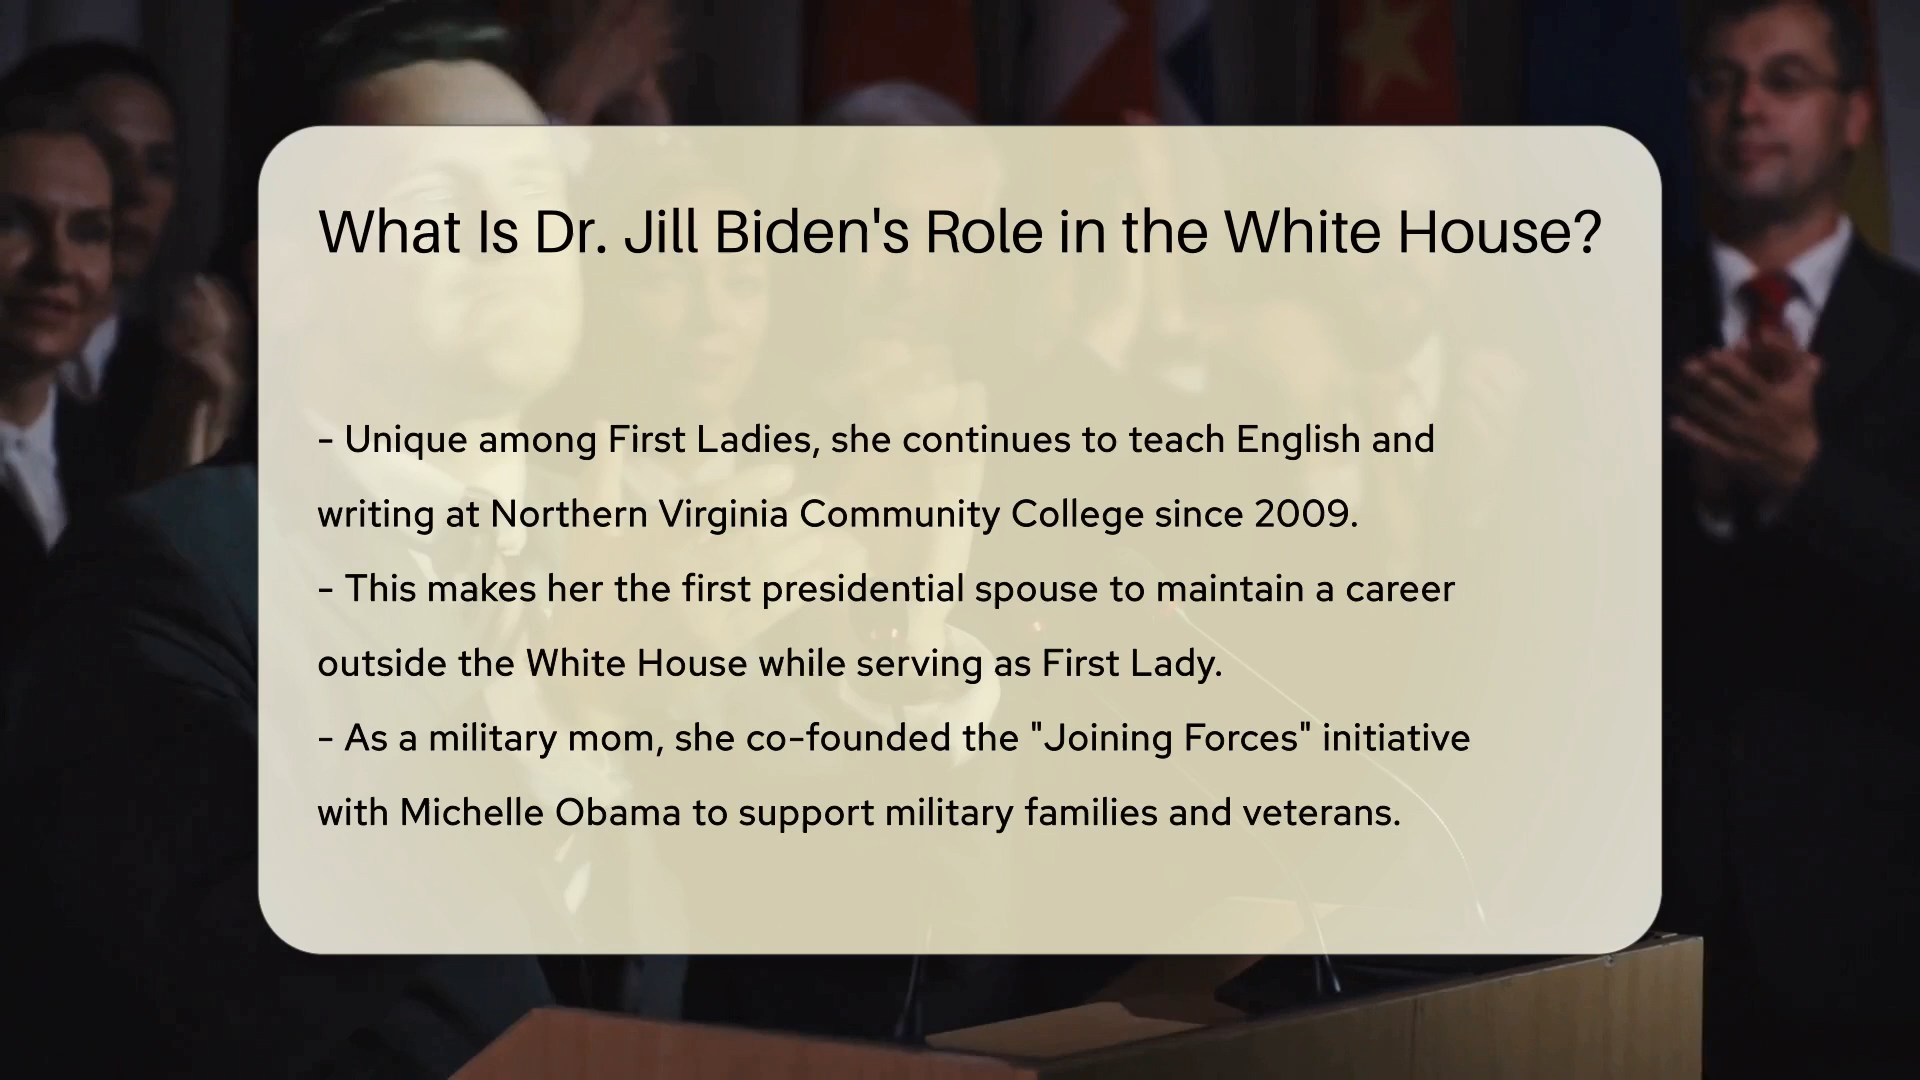 What Is Dr. Jill Biden's Role in the White House?
- Unique among First Ladies, she continues to teach English and
writing at Northern Virginia Community College since 2009.
- This makes her the first presidential spouse to maintain a career
outside the White House while serving as First Lady.
- As a military mom, she co-founded the "Joining Forces" initiative
with Michelle Obama to support military families and veterans.